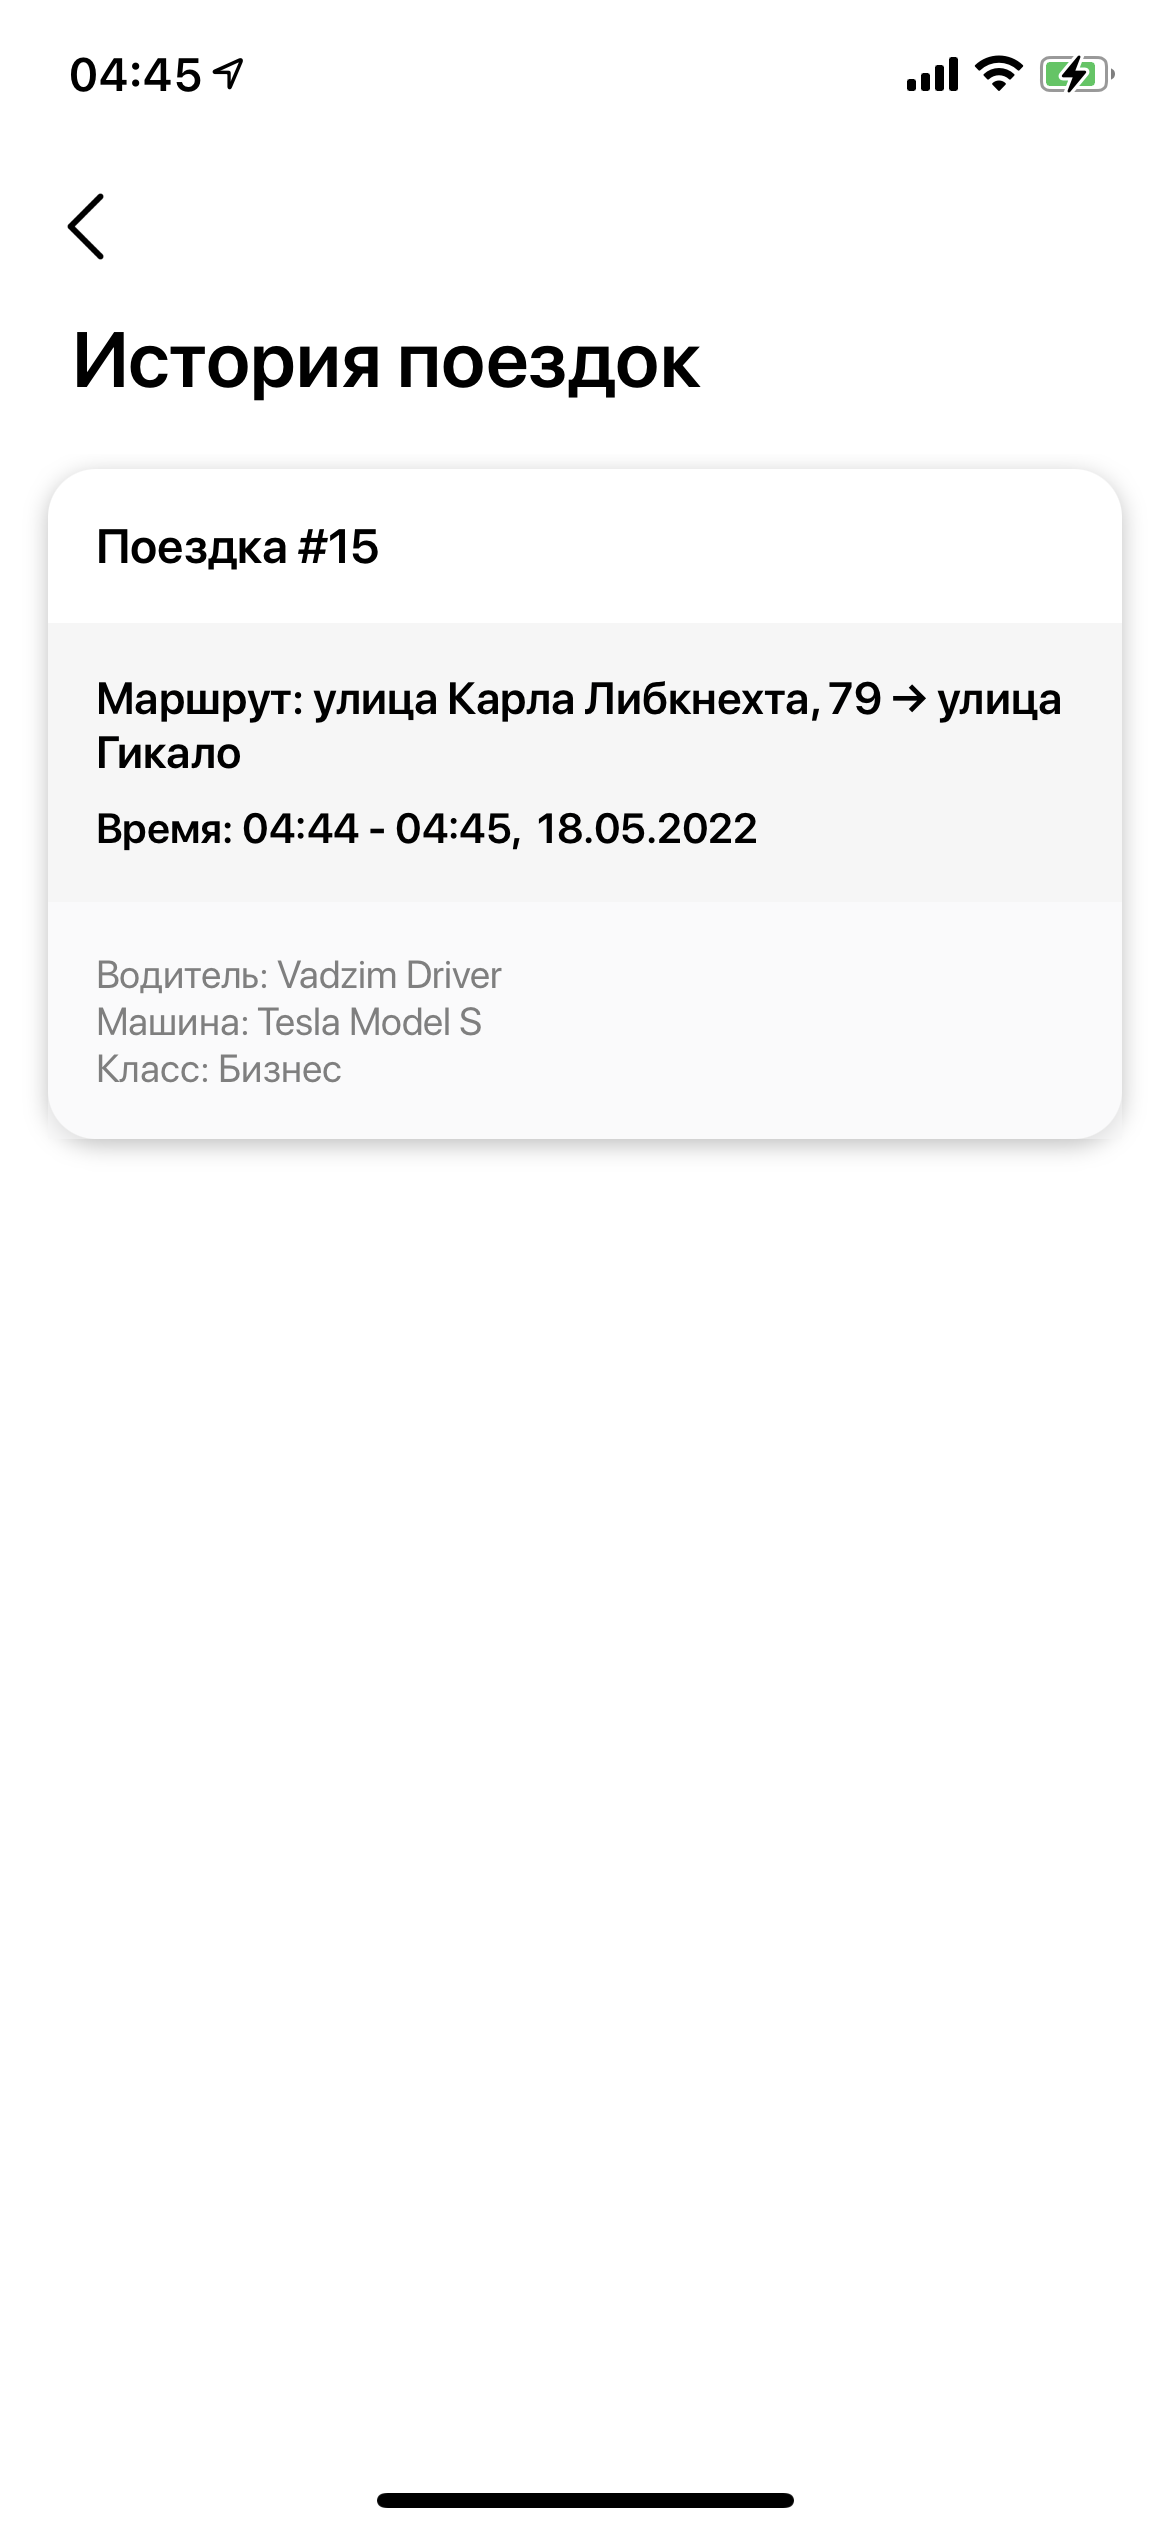 04:45
История поездок
Поездка #15
Маршрут: улица Карла Либкнехта, 79 → улица
Гикало
Время: 04:44 - 04:45, 18.05.2022
Водитель: Vadzim Driver
Машина: Tesla Model S
Класс: Бизнес